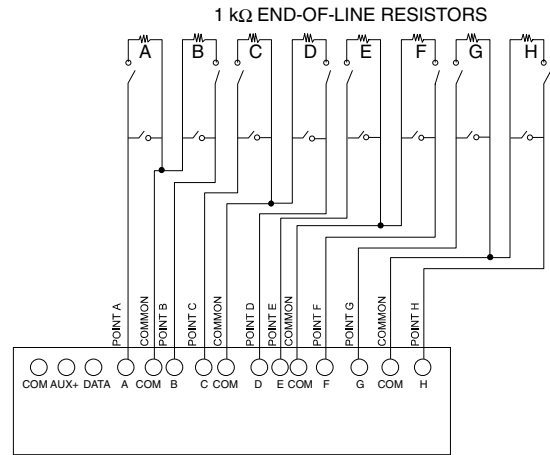 1 kΩ END-OF-LINE RESISTORS
A B C D E F G H
POINT A
COMMON
POINT B
POINT C
COMMON
POINT D
POINT E
COMMON
POINT F
POINT G
COMMON
POINT H
COM AUX+ DATA A COM B C COM D E COM F G COM H